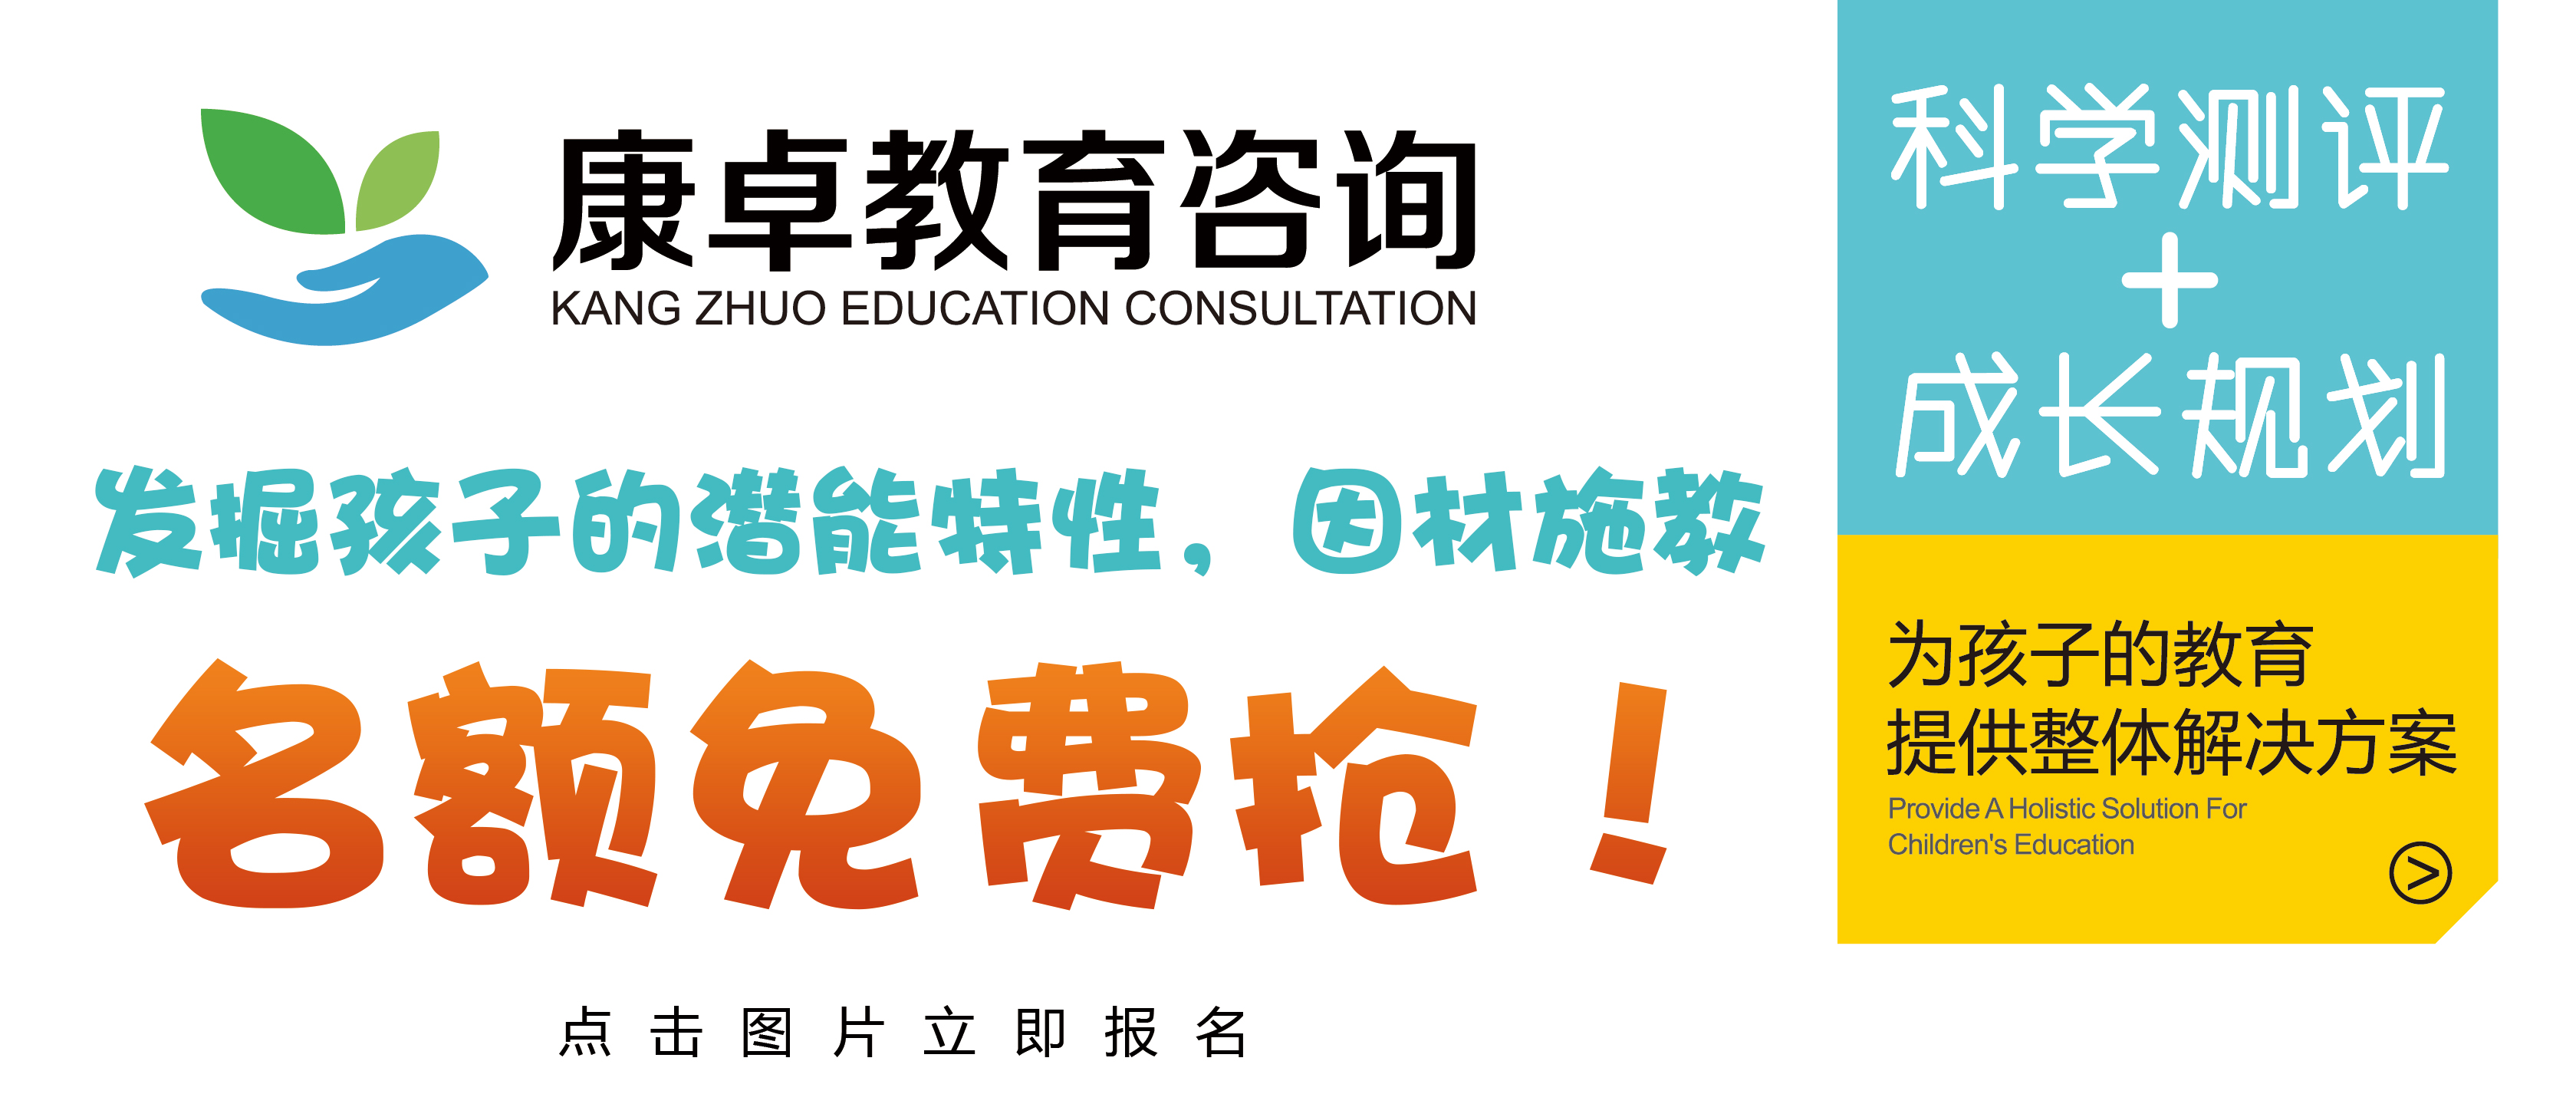 康卓教育咨询
KANG ZHUO EDUCATION CONSULTATION
发掘孩子的潜能特性，因材施教
名额免费抢！
点击图片立即报名
科学测评
+
成长规划
为孩子的教育
提供整体解决方案
Provide A Holistic Solution For
Children's Education
>